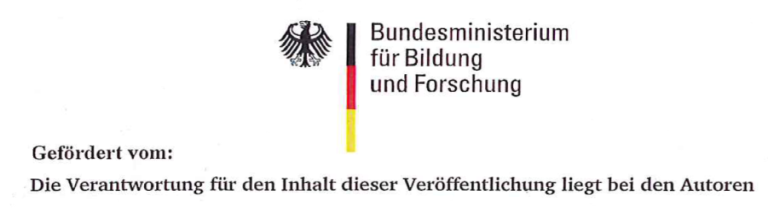 Bundesministerium
für Bildung
und Forschung
Gefördert vom:
Die Verantwortung für den Inhalt dieser Veröffentlichung liegt bei den Autoren